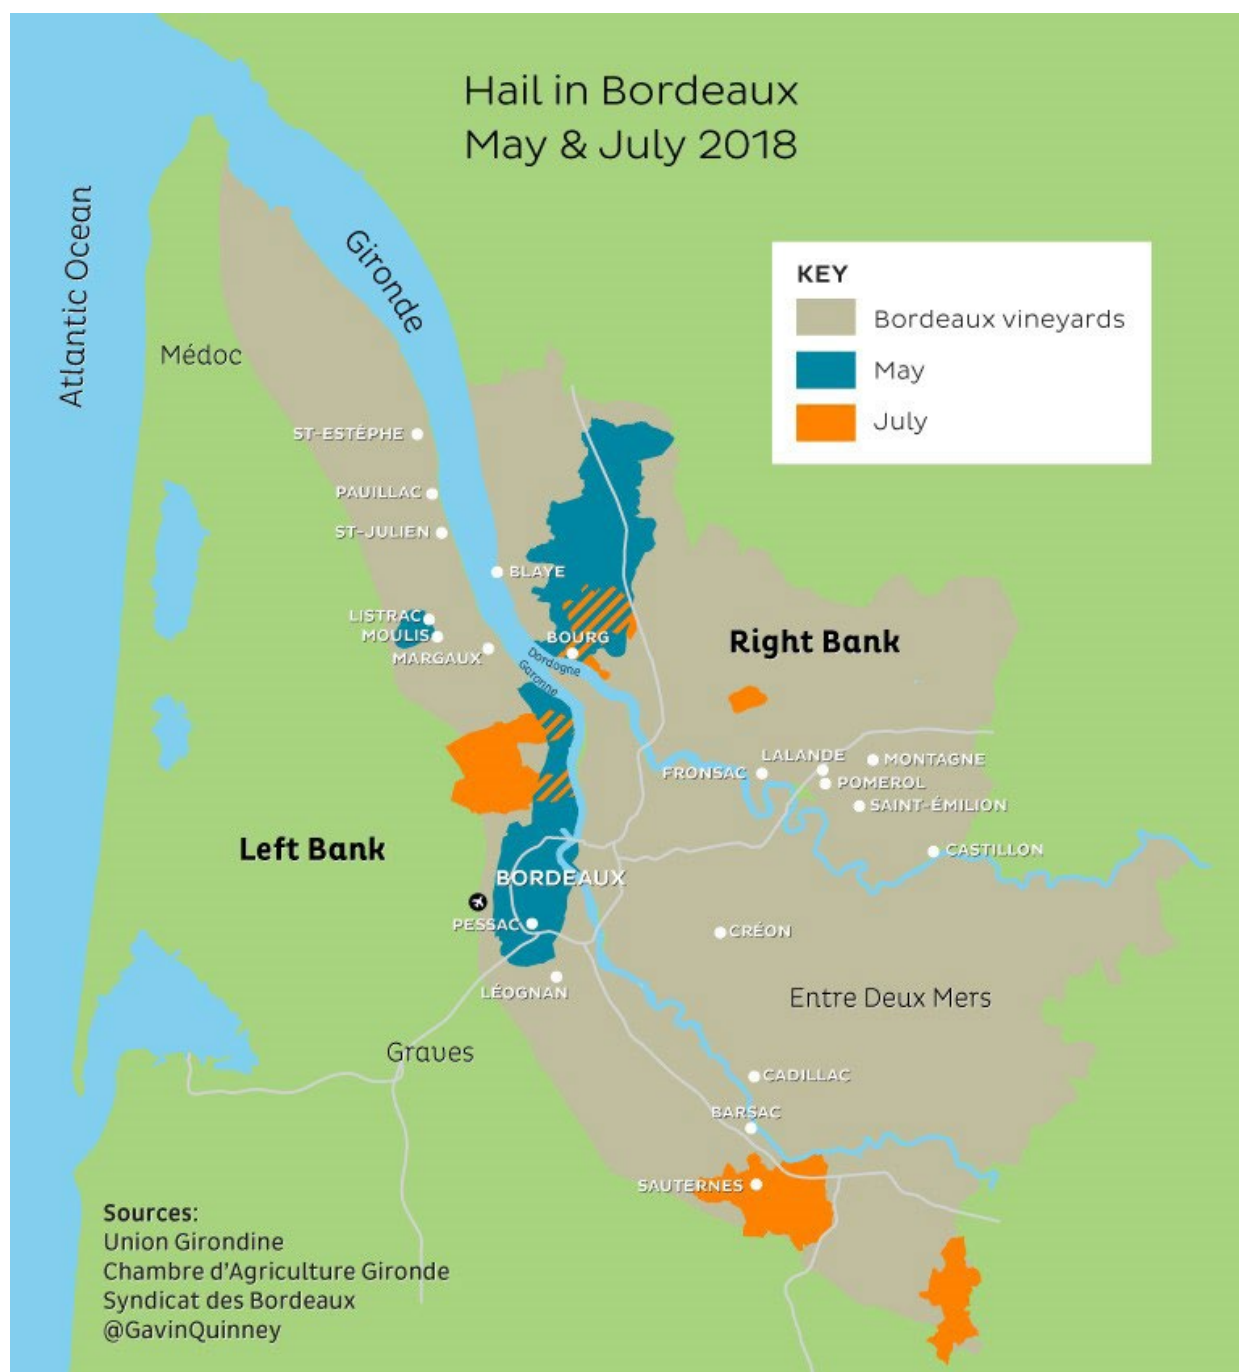 Hail in Bordeaux
May & July 2018
Atlantic Ocean
Gironde
KEY
Bordeaux vineyards
May
July
Médoc
ST-ESTÈPHE
PAUILLAC
ST-JULIEN
BLAYE
LISTRAC
MOULIS
MARGAUX
BOURG
Dordogne
Garonne
Right Bank
LALANDE
MONTAGNE
FRONSAC
POMEROL
SAINT-ÉMILION
Left Bank
CASTILLON
BORDEAUX
PESSAC
CRÉON
LÉOGNAN
Entre Deux Mers
Graves
CADILLAC
BARSAC
SAUTERNES
Sources:
Union Girondine
Chambre d'Agriculture Gironde
Syndicat des Bordeaux
@GavinQuinney